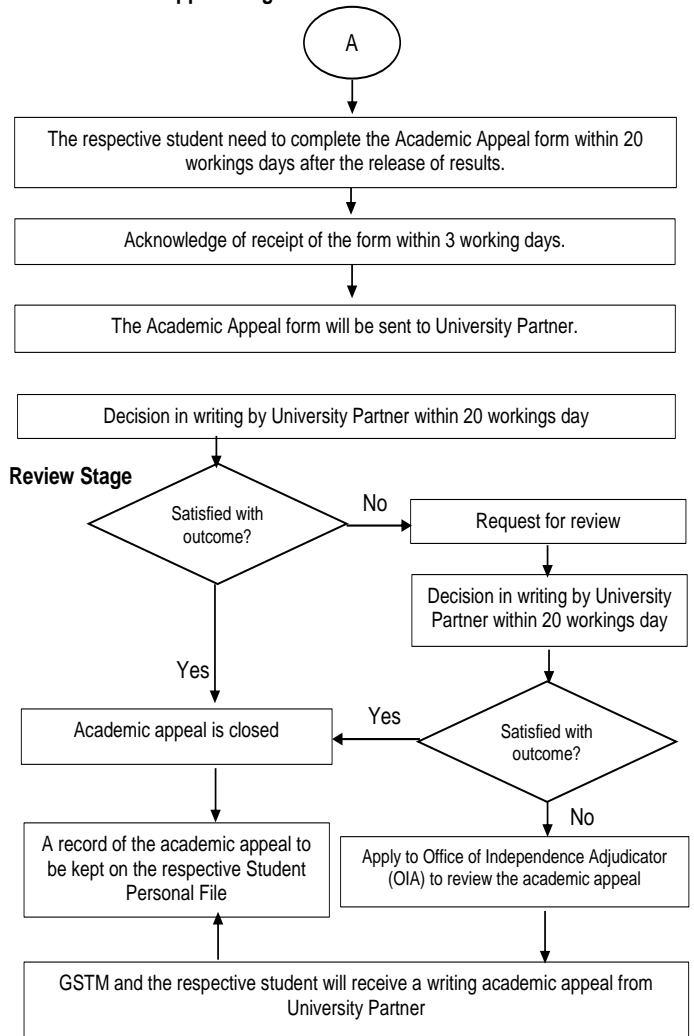 A
The respective student need to complete the Academic Appeal form within 20
workings days after the release of results.
Acknowledge of receipt of the form within 3 working days.
The Academic Appeal form will be sent to University Partner.
Decision in writing by University Partner within 20 workings day
Review Stage
Satisfied with
outcome?
No
Request for review
Decision in writing by University
Partner within 20 workings day
Yes
Academic appeal is closed
Yes
Satisfied with
outcome?
No
A record of the academic appeal to
be kept on the respective Student
Personal File
Apply to Office of Independence Adjudicator
(OIA) to review the academic appeal
GSTM and the respective student will receive a writing academic appeal from
University Partner